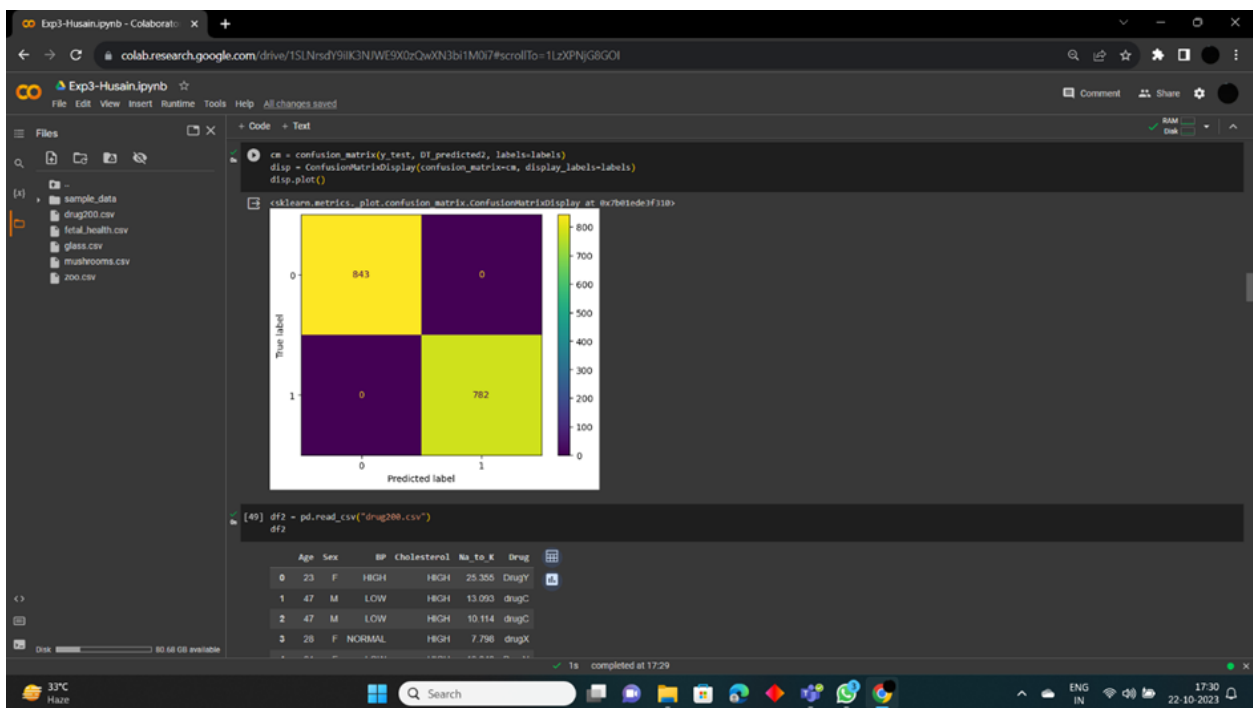 Exp3-Husain.ipynb - Colaborato
colab.research.google.com/drive/1SLNrsdY9iIK3NJWE9X0zQwXN3bi1M0i7#scrollTo=1LzXPNjG8GOI
Exp3-Husain.ipynb
File Edit View Insert Runtime Tools Help All changes saved
Comment Share
Files
+ Code + Text
RAM
Disk
{x}
..
sample_data
drug200.csv
fetal_health.csv
glass.csv
mushrooms.csv
zoo.csv
cm = confusion_matrix(y_test, DT_predicted2, labels=labels)
disp = ConfusionMatrixDisplay(confusion_matrix=cm, display_labels=labels)
disp.plot()
<sklearn.metrics._plot.confusion_matrix.ConfusionMatrixDisplay at 0x7b01ede3f310>
0 843 0
1 0 782
0 1
True label
Predicted label
800
700
600
500
400
300
200
100
0
[49] df2 = pd.read_csv("drug200.csv")
df2
Age Sex BP Cholesterol Na_to_K Drug
0 23 F HIGH HIGH 25.355 DrugY
1 47 M LOW HIGH 13.093 drugC
2 47 M LOW HIGH 10.114 drugC
3 28 F NORMAL HIGH 7.798 drugX
Disk 80.68 GB available
1s completed at 17:29
33°C
Haze
Search
ENG
IN
17:30
22-10-2023